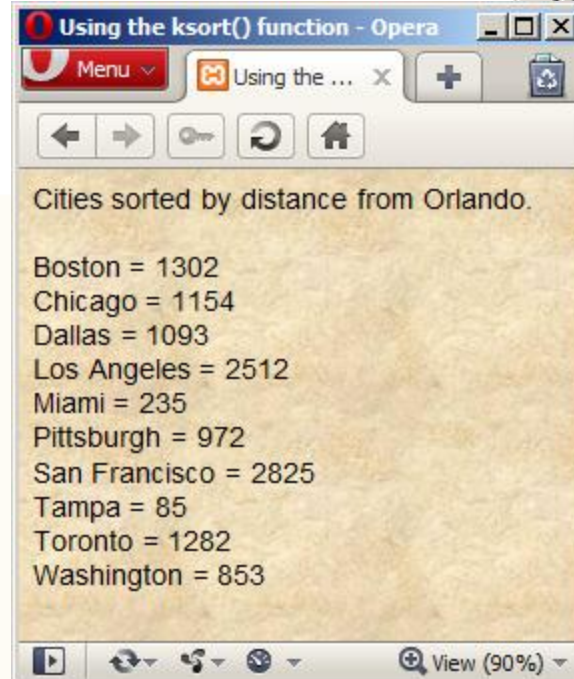 Using the ksort() function - Opera
Menu
Using the ...
Cities sorted by distance from Orlando.
Boston = 1302
Chicago = 1154
Dallas = 1093
Los Angeles = 2512
Miami = 235
Pittsburgh = 972
San Francisco = 2825
Tampa = 85
Toronto = 1282
Washington = 853
View (90%)